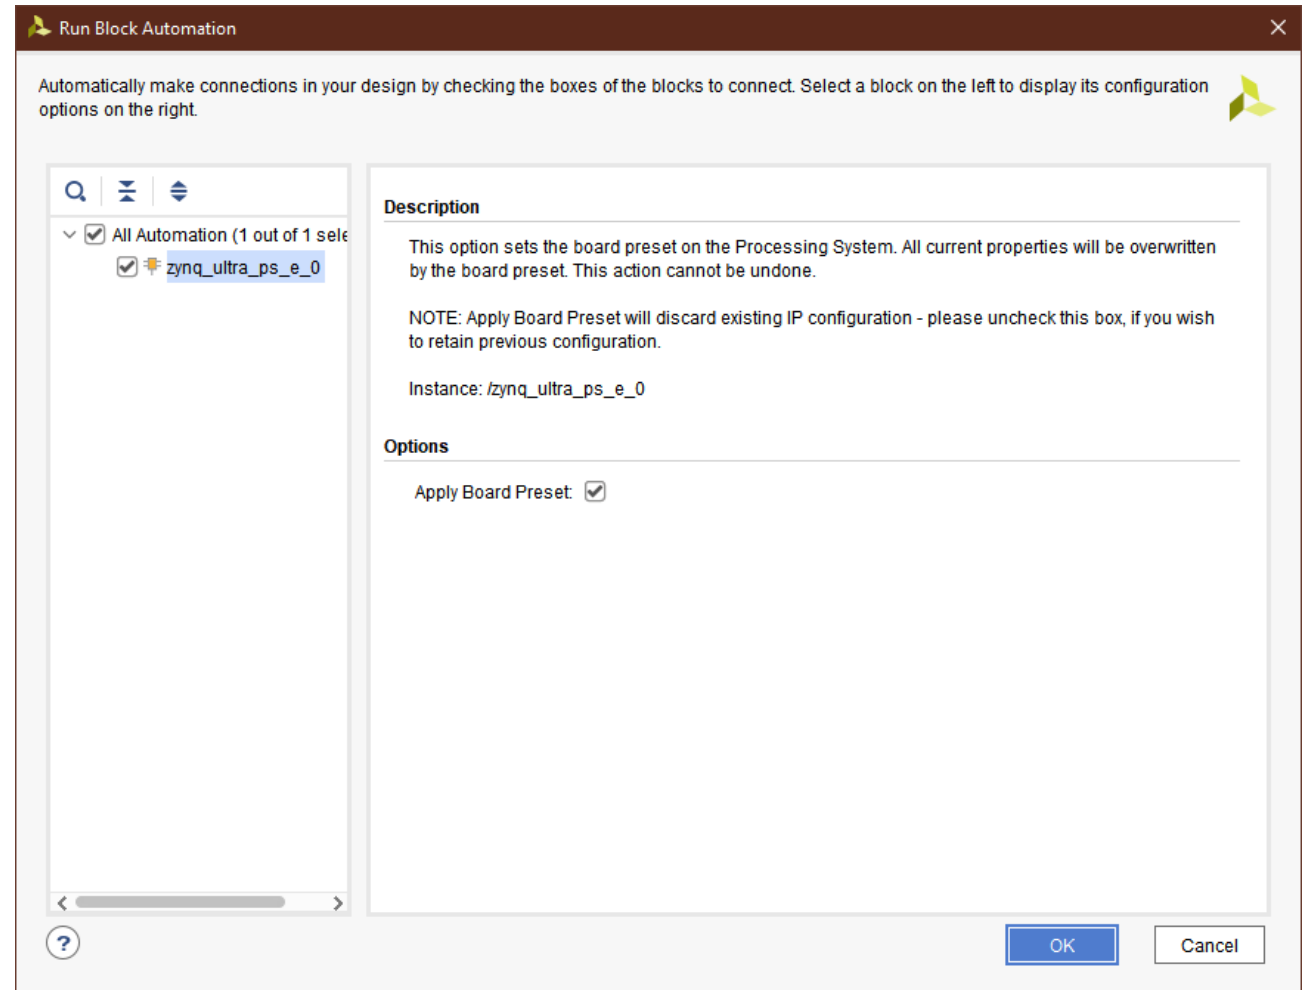 Run Block Automation
Automatically make connections in your design by checking the boxes of the blocks to connect. Select a block on the left to display its configuration
options on the right.
All Automation (1 out of 1 sele
zynq_ultra_ps_e_0
Description
This option sets the board preset on the Processing System. All current properties will be overwritten
by the board preset. This action cannot be undone.
NOTE: Apply Board Preset will discard existing IP configuration - please uncheck this box, if you wish
to retain previous configuration.
Instance: /zynq_ultra_ps_e_0
Options
Apply Board Preset:
?
OK
Cancel